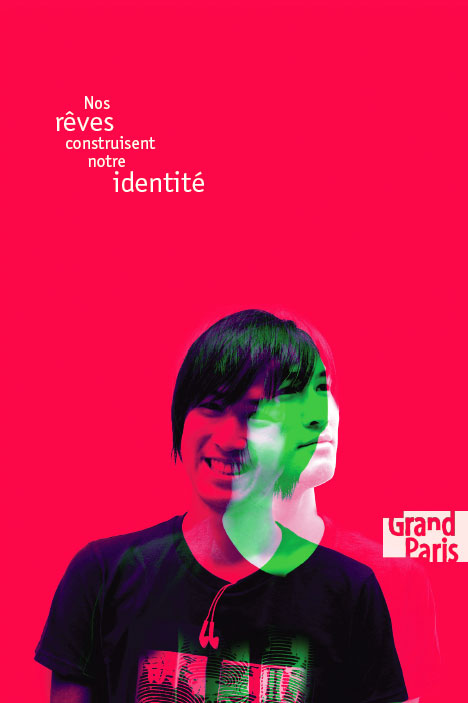 Nos
rêves
construisent
notre
identité
Grand
Paris